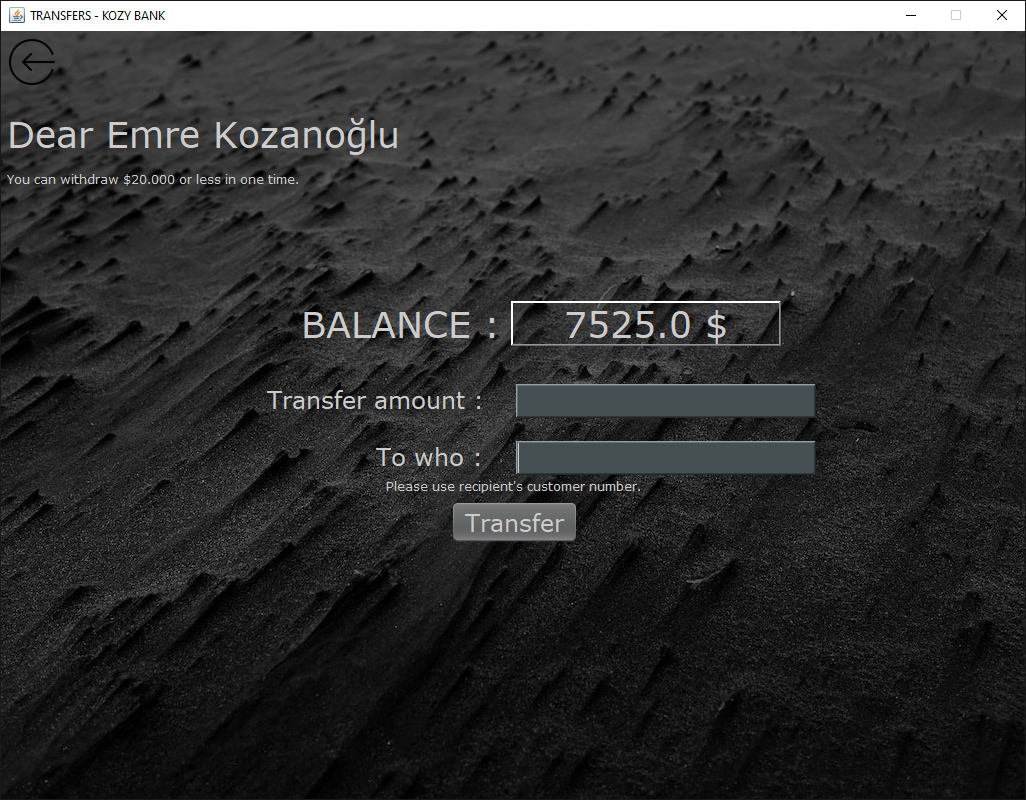 TRANSFERS - KOZY BANK
Dear Emre Kozanoğlu
You can withdraw $20.000 or less in one time.
BALANCE : 7525.0 $
Transfer amount :
To who :
Please use recipient's customer number.
Transfer